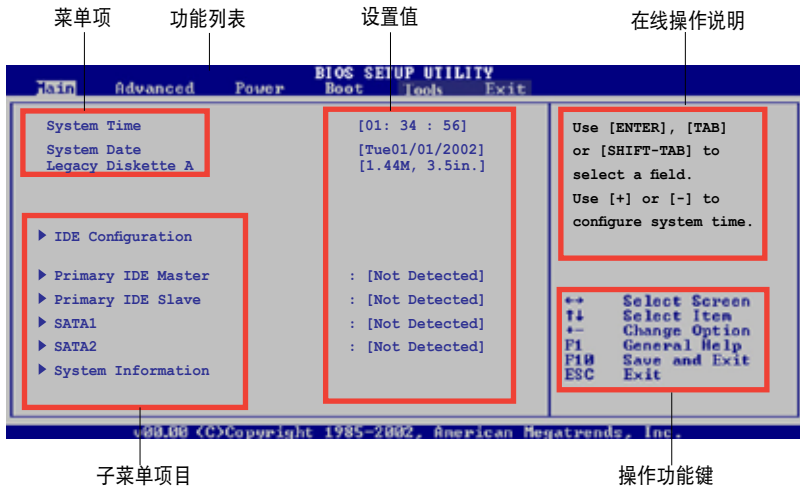 菜单项 功能列表 设置值 在线操作说明
BIOS SETUP UTILITY
Main Advanced Power Boot Tools Exit
System Time [01: 34 : 56]
System Date [Tue01/01/2002]
Legacy Diskette A [1.44M, 3.5in.]
IDE Configuration
Primary IDE Master : [Not Detected]
Primary IDE Slave : [Not Detected]
SATA1 : [Not Detected]
SATA2 : [Not Detected]
System Information
Use [ENTER], [TAB]
or [SHIFT-TAB] to
select a field.
Use [+] or [-] to
configure system time.
↔ Select Screen
↑↓ Select Item
+- Change Option
F1 General Help
F10 Save and Exit
ESC Exit
v00.00 (C)Copyright 1985-2002, American Megatrends, Inc.
子菜单项目 操作功能键